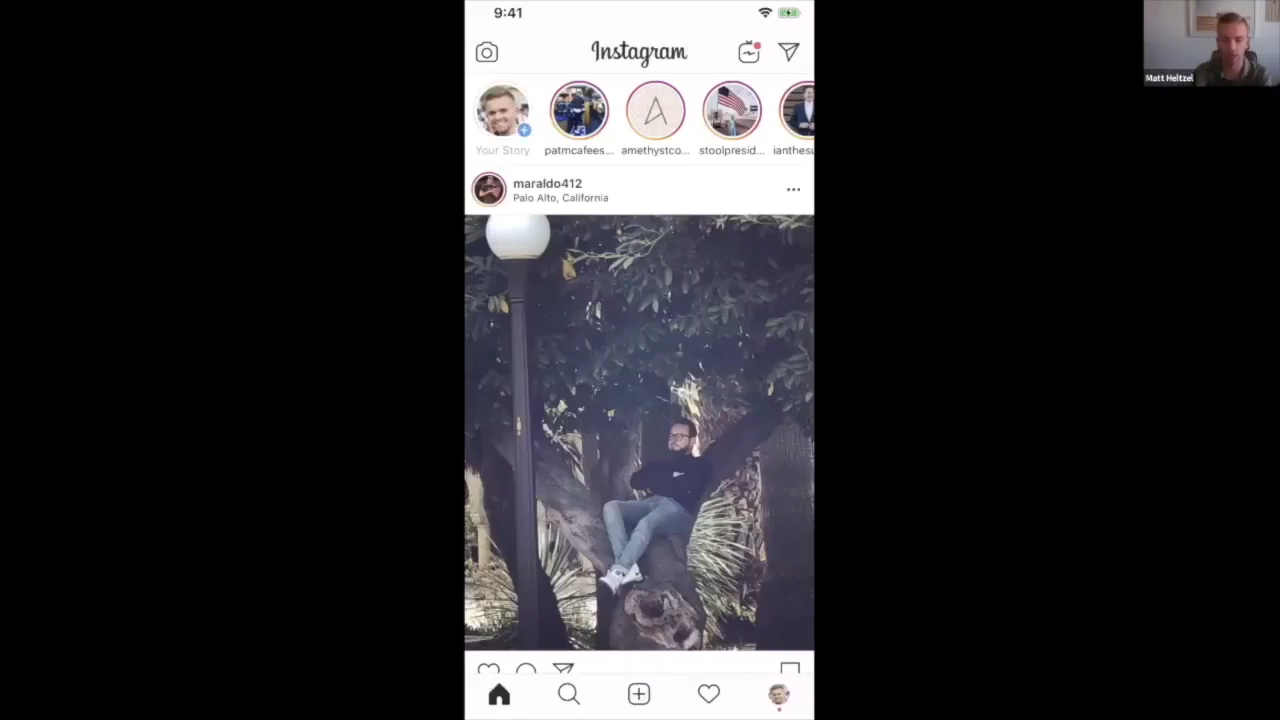 9:41
Instagram
Your Story
patmcafees...
amethystco...
stoolpresid...
ianthesu
maraldo412
Palo Alto, California
Matt Heltzel